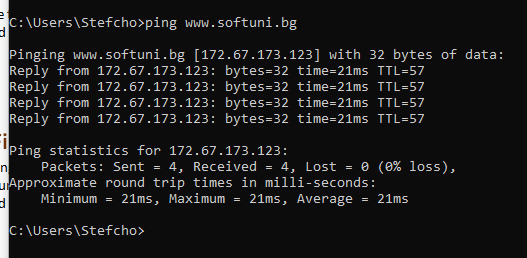 C:\Users\Stefcho>ping www.softuni.bg
Pinging www.softuni.bg [172.67.173.123] with 32 bytes of data:
Reply from 172.67.173.123: bytes=32 time=21ms TTL=57
Reply from 172.67.173.123: bytes=32 time=21ms TTL=57
Reply from 172.67.173.123: bytes=32 time=21ms TTL=57
Reply from 172.67.173.123: bytes=32 time=21ms TTL=57
Ping statistics for 172.67.173.123:
    Packets: Sent = 4, Received = 4, Lost = 0 (0% loss),
Approximate round trip times in milli-seconds:
    Minimum = 21ms, Maximum = 21ms, Average = 21ms
C:\Users\Stefcho>